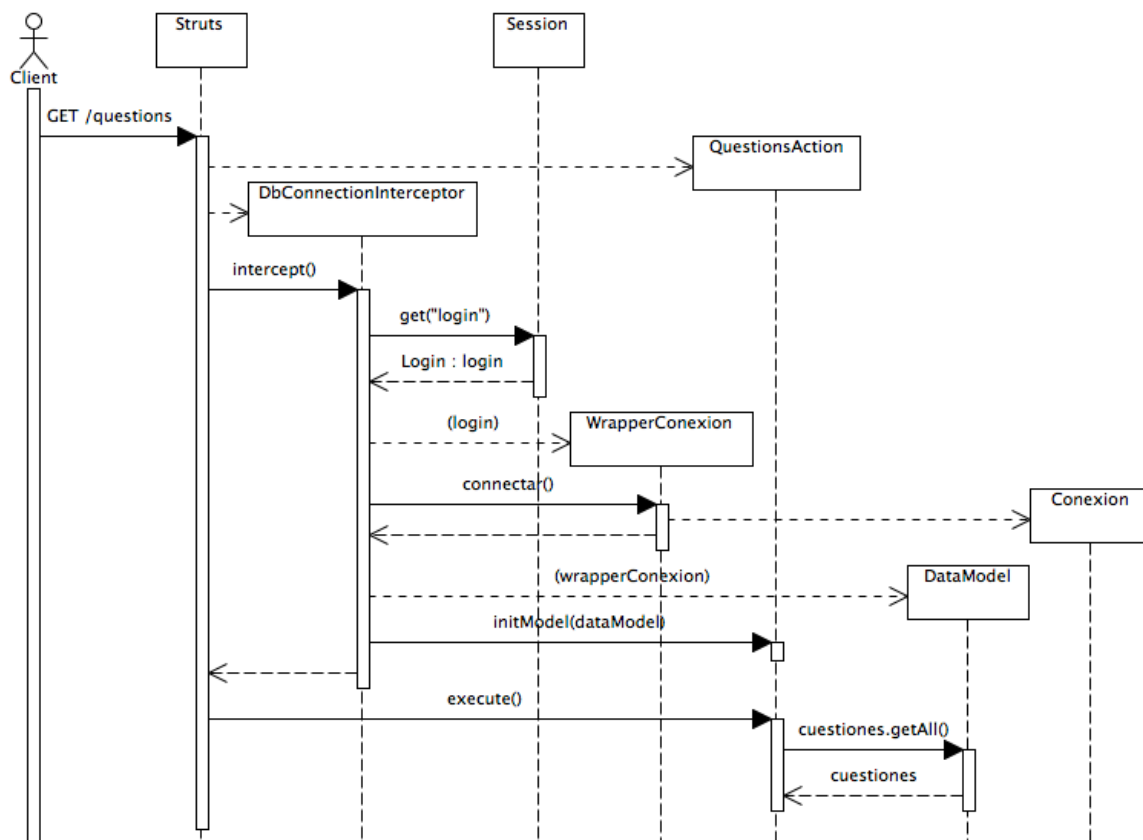 Struts
Session
Client
GET /questions
QuestionsAction
DbConnectionInterceptor
intercept()
get("login")
Login : login
(login)
WrapperConexion
connectar()
Conexion
(wrapperConexion)
DataModel
initModel(dataModel)
execute()
cuestiones.getAll()
cuestiones